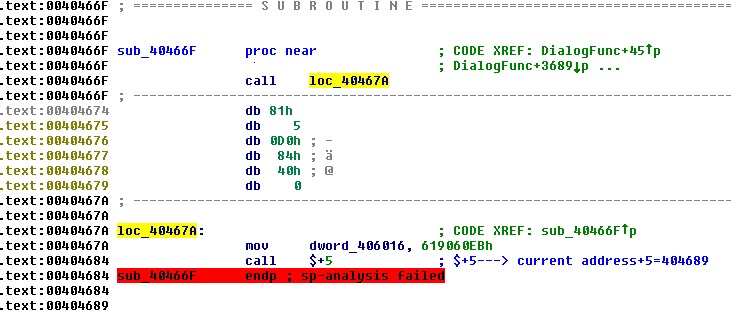 .text:0040466F ; =============== S U B R O U T I N E =======================================
.text:0040466F
.text:0040466F
.text:0040466F sub_40466F proc near ; CODE XREF: DialogFunc+45↑p
.text:0040466F ; DialogFunc+3689↓p ...
.text:0040466F call loc_40467A
.text:0040466F ; ---------------------------------------------------------------------------
.text:00404674 db 81h
.text:00404675 db 5
.text:00404676 db 0D0h ; -
.text:00404677 db 84h ; ä
.text:00404678 db 40h ; @
.text:00404679 db 0
.text:0040467A ; ---------------------------------------------------------------------------
.text:0040467A
.text:0040467A loc_40467A: ; CODE XREF: sub_40466F↑p
.text:0040467A mov dword_406016, 619060EBh
.text:00404684 call $+5 ; $+5---> current address+5=404689
.text:00404684 sub_40466F endp ; sp-analysis failed
.text:00404684
.text:00404689